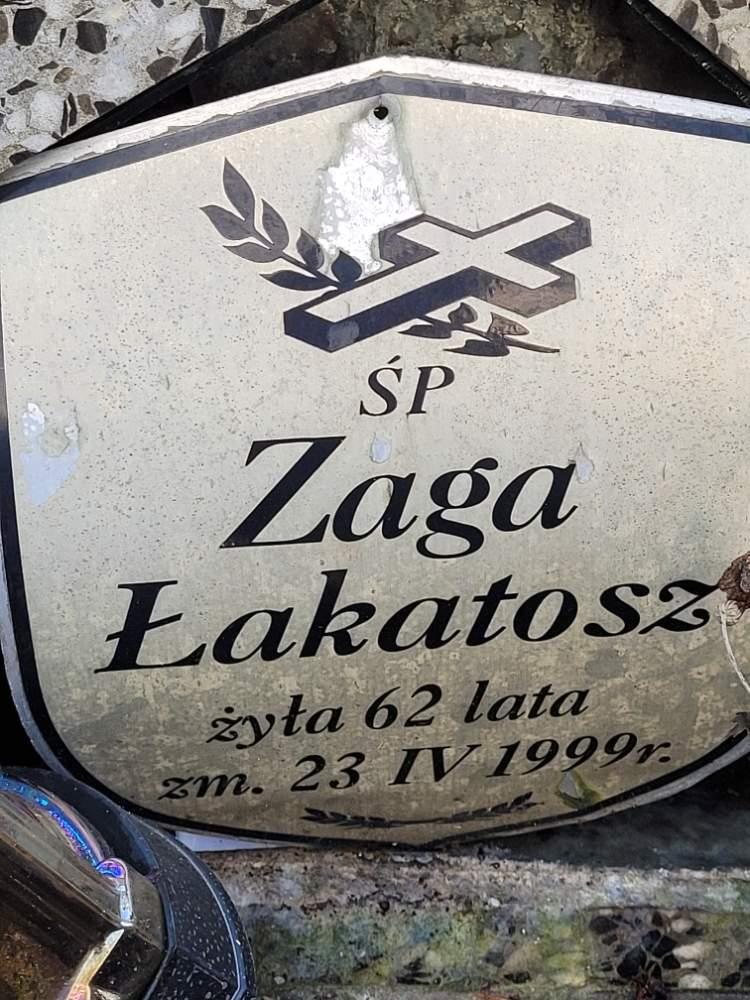 ŚP
Zaga
Łakatosz
żyła 62 lata
zm. 23 IV 1999r.